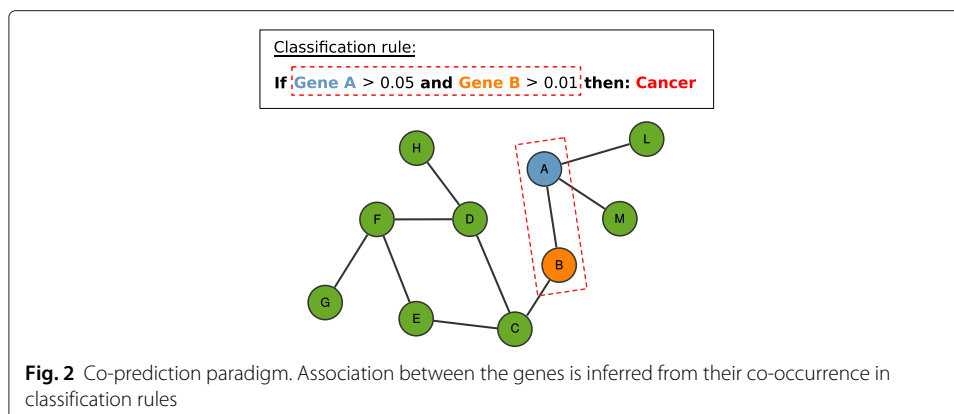 Classification rule:
If Gene A > 0.05 and Gene B > 0.01 then: Cancer
H
L
A
F
D
M
B
G
E
C
Fig. 2 Co-prediction paradigm. Association between the genes is inferred from their co-occurrence in
classification rules